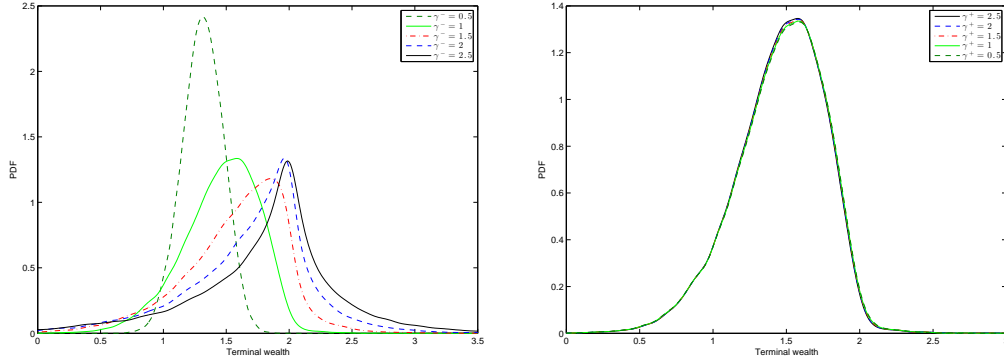 2.5
2
1.5
1
0.5
0
PDF
γ⁻ = 0.5
γ⁻ = 1
γ⁻ = 1.5
γ⁻ = 2
γ⁻ = 2.5
0 0.5 1 1.5 2 2.5 3 3.5
Terminal wealth
1.4
1.2
1
0.8
0.6
0.4
0.2
0
PDF
γ⁺ = 2.5
γ⁺ = 2
γ⁺ = 1.5
γ⁺ = 1
γ⁺ = 0.5
0 0.5 1 1.5 2 2.5
Terminal wealth